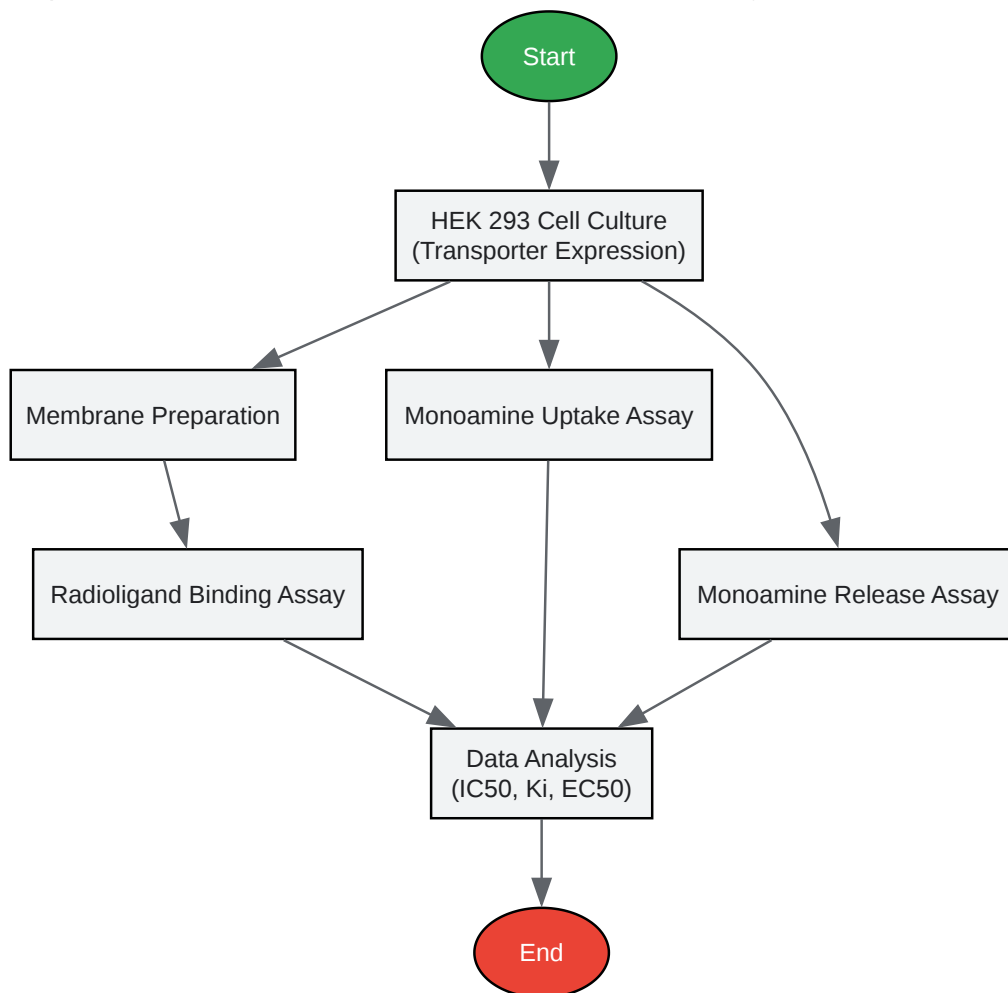 Start
HEK 293 Cell Culture
(Transporter Expression)
Membrane Preparation
Monoamine Uptake Assay
Radioligand Binding Assay
Monoamine Release Assay
Data Analysis
(IC50, Ki, EC50)
End